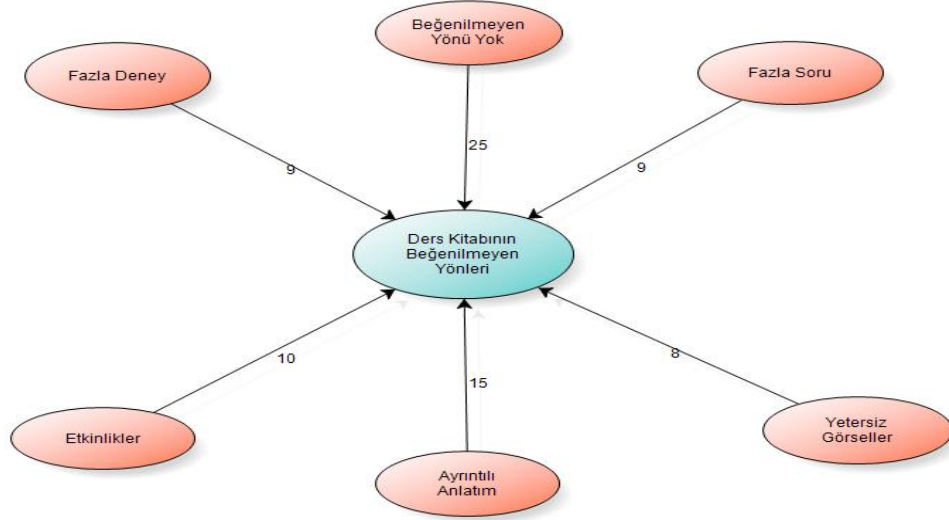 Beğenilmeyen
Yönü Yok
Fazla Deney
Fazla Soru
25
9
9
Ders Kitabının
Beğenilmeyen
Yönleri
10
15
8
Etkinlikler
Ayrıntılı
Anlatım
Yetersiz
Görseller